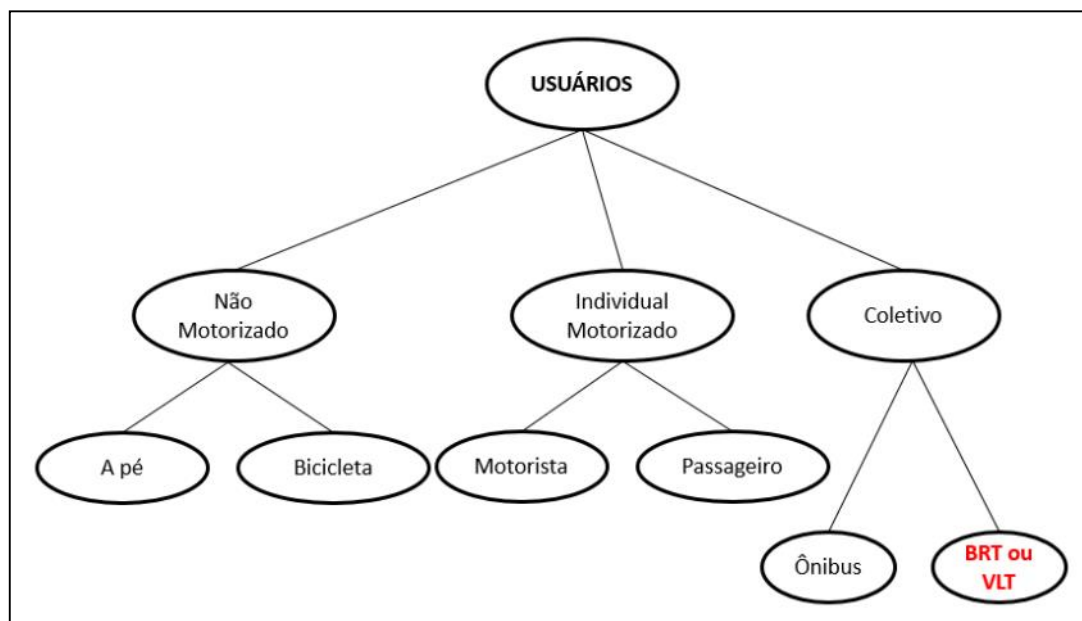 USUÁRIOS
Não
Motorizado
Individual
Motorizado
Coletivo
A pé
Bicicleta
Motorista
Passageiro
Ônibus
BRT ou
VLT